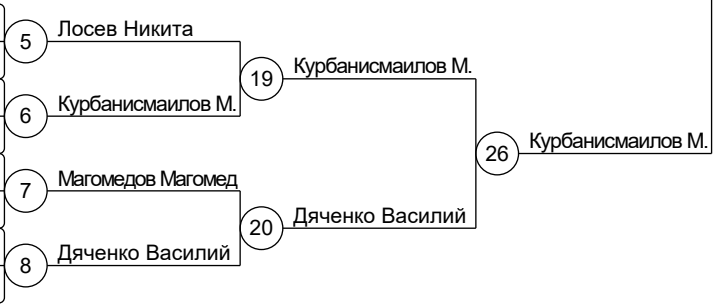 5
Лосев Никита
19
Курбанисмаилов М.
6
Курбанисмаилов М.
26
Курбанисмаилов М.
7
Магомедов Магомед
20
Дяченко Василий
8
Дяченко Василий